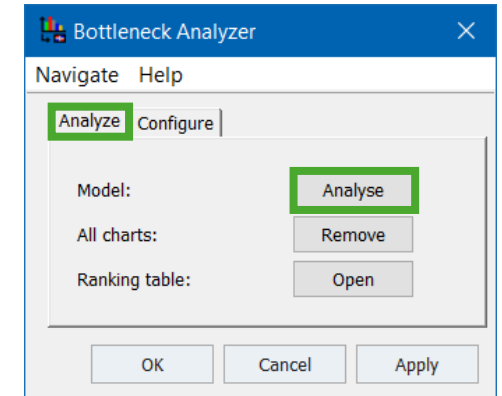 Bottleneck Analyzer
Navigate Help
Analyze Configure
Model: Analyse
All charts: Remove
Ranking table: Open
OK Cancel Apply